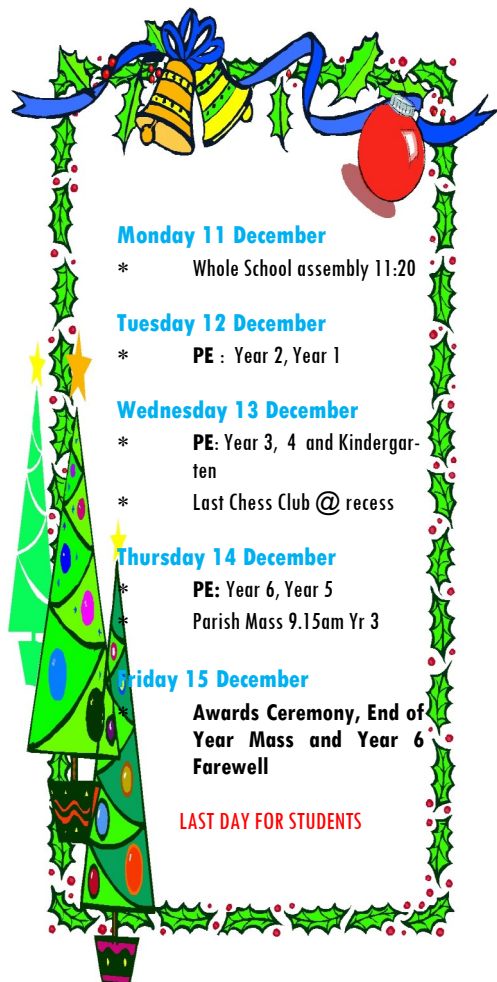 Monday 11 December
* Whole School assembly 11:20
Tuesday 12 December
* PE : Year 2, Year 1
Wednesday 13 December
* PE: Year 3, 4 and Kindergar-
ten
* Last Chess Club @ recess
Thursday 14 December
* PE: Year 6, Year 5
* Parish Mass 9.15am Yr 3
Friday 15 December
* Awards Ceremony, End of
Year Mass and Year 6
Farewell
LAST DAY FOR STUDENTS